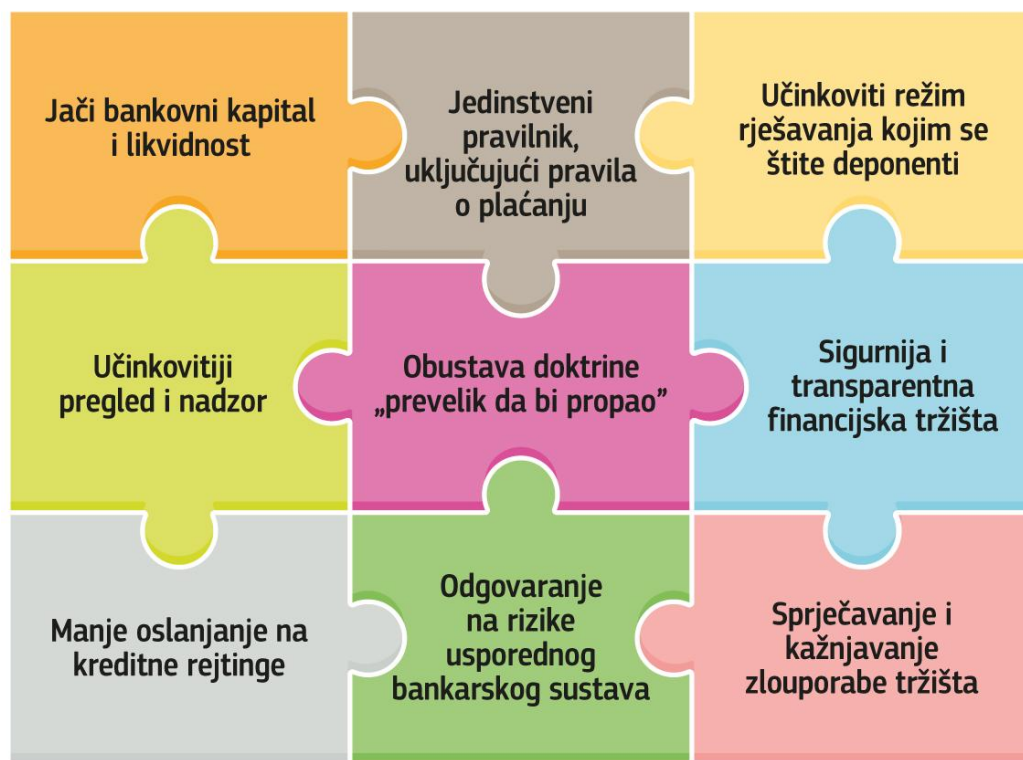 Jači bankovni kapital
i likvidnost
Jedinstveni
pravilnik,
uključujući pravila
o plaćanju
Učinkoviti režim
rješavanja kojim se
štite deponenti
Učinkovitiji
pregled i nadzor
Obustava doktrine
„prevelik da bi propao”
Sigurnija i
transparentna
financijska tržišta
Manje oslanjanje na
kreditne rejtinge
Odgovaranje
na rizike
usporednog
bankarskog sustava
Sprječavanje i
kažnjavanje
zlouporabe tržišta